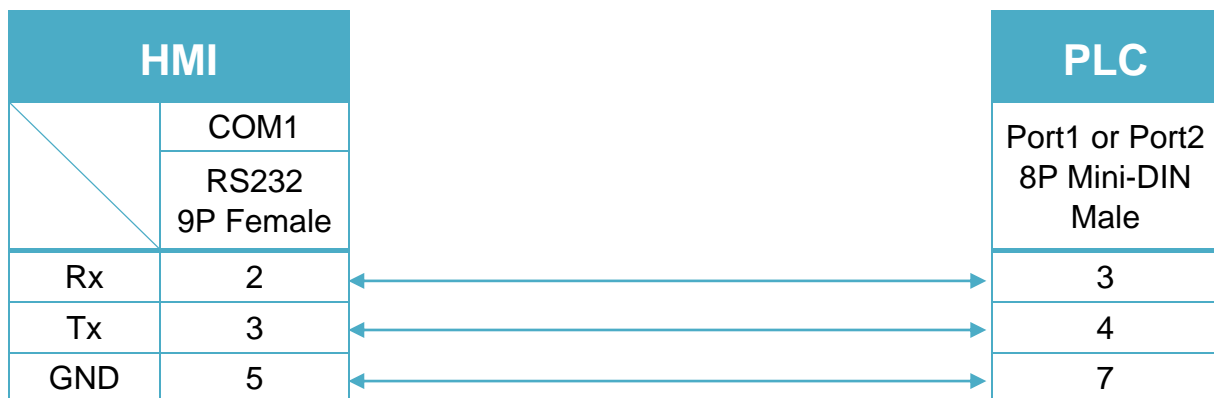 HMI
PLC
COM1
RS232
9P Female
Port1 or Port2
8P Mini-DIN
Male
Rx 2 3
Tx 3 4
GND 5 7